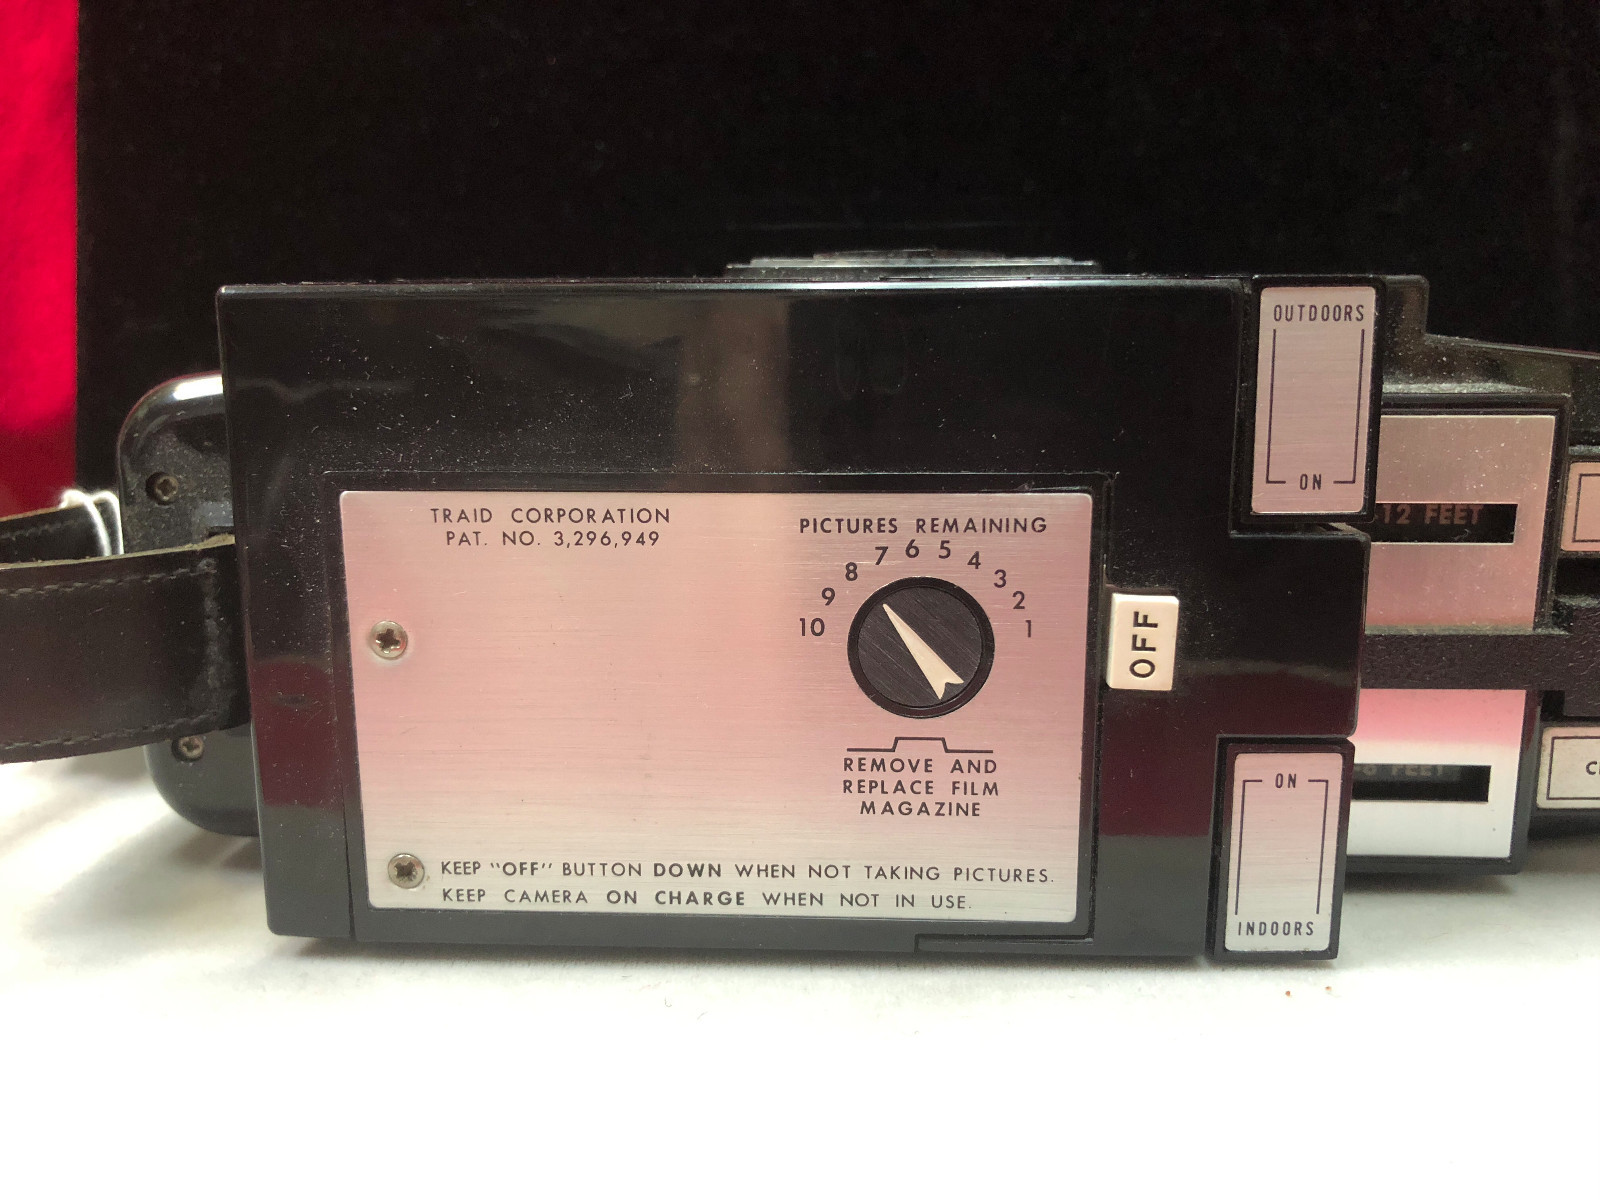 TRAID CORPORATION
PAT. NO. 3,296,949
PICTURES REMAINING
10 9 8 7 6 5 4 3 2 1
REMOVE AND
REPLACE FILM
MAGAZINE
KEEP "OFF" BUTTON DOWN WHEN NOT TAKING PICTURES.
KEEP CAMERA ON CHARGE WHEN NOT IN USE.
OFF
OUTDOORS
ON
12 FEET
ON
INDOORS
FEET